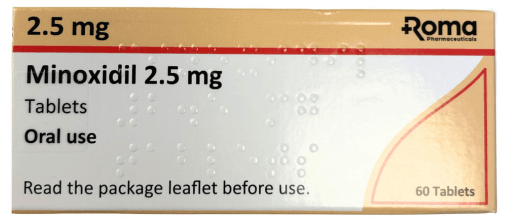 2.5 mg
Roma
Pharmaceuticals
Minoxidil 2.5 mg
Tablets
Oral use
Read the package leaflet before use.
60 Tablets